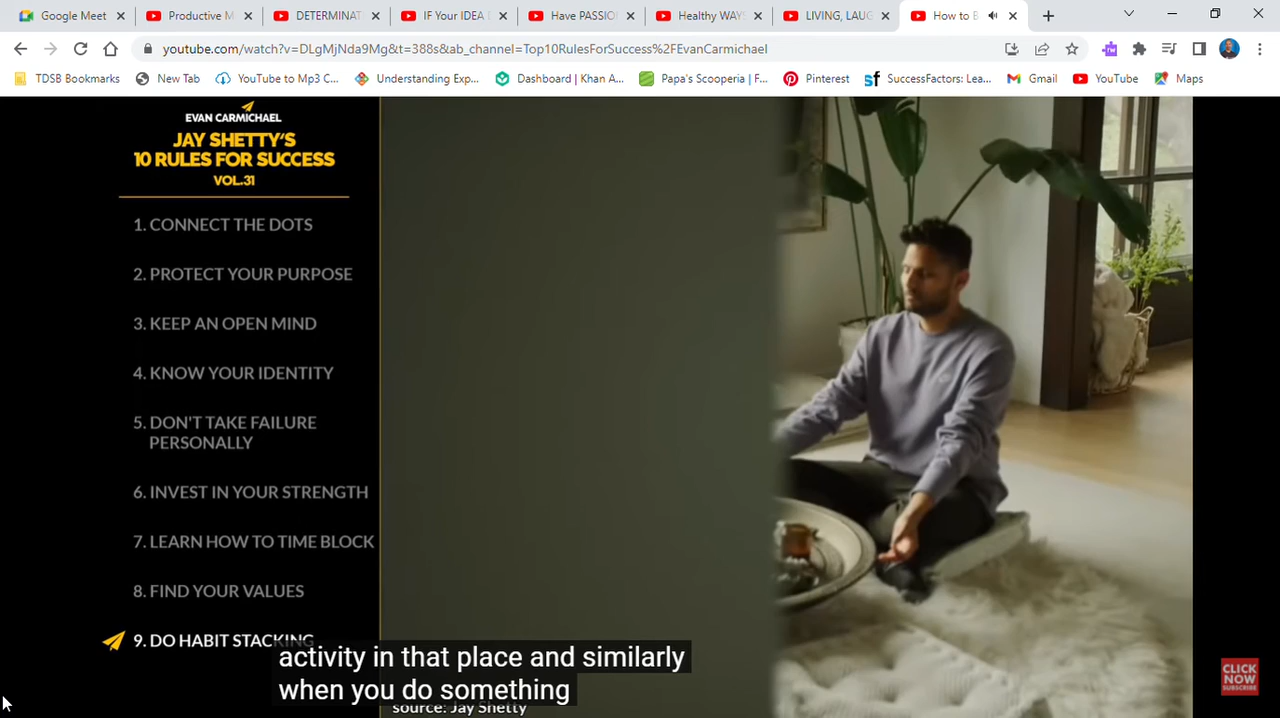 Google Meet
Productive M
DETERMINAT
IF Your IDEA
Have PASSIO
Healthy WAYS
LIVING, LAUG
How to B
youtube.com/watch?v=DLgMjNda9Mg&t=388s&ab_channel=Top10RulesForSuccess%2FEvanCarmichael
TDSB Bookmarks
New Tab
YouTube to Mp3 C...
Understanding Exp...
Dashboard | Khan A...
Papa's Scooperia | F...
Pinterest
SuccessFactors: Lea...
Gmail
YouTube
Maps
EVAN CARMICHAEL
JAY SHETTY'S
10 RULES FOR SUCCESS
VOL.31
1. CONNECT THE DOTS
2. PROTECT YOUR PURPOSE
3. KEEP AN OPEN MIND
4. KNOW YOUR IDENTITY
5. DON'T TAKE FAILURE
PERSONALLY
6. INVEST IN YOUR STRENGTH
7. LEARN HOW TO TIME BLOCK
8. FIND YOUR VALUES
9. DO HABIT STACKING
activity in that place and similarly
when you do something
source: Jay Shetty
CLICK
NOW
SUBSCRIBE